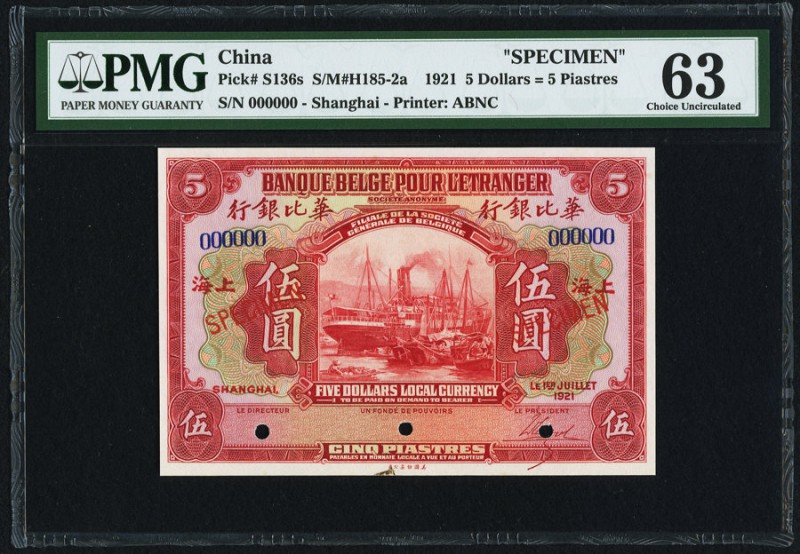 PMG
PAPER MONEY GUARANTY
China "SPECIMEN"
Pick# S136s S/M#H185-2a 1921 5 Dollars = 5 Piastres
S/N 000000 - Shanghai - Printer: ABNC
63
Choice Uncirculated
5 5
BANQUE BELGE POUR L'ETRANGER
SOCIÉTÉ ANONYME
行銀比華 行銀比華
FILIALE DE LA SOCIÉTÉ
GÉNÉRALE DE BELGIQUE
000000 000000
海上 海上
伍圓 伍圓
SPECIMEN SPECIMEN
SHANGHAI, LE 1ER JUILLET
1921
FIVE DOLLARS LOCAL CURRENCY
TO BE PAID ON DEMAND TO BEARER
LE DIRECTEUR UN FONDE DE POUVOIRS LE PRÉSIDENT
伍 伍
CINQ PIASTRES
PAYABLES EN MONNAIE LOCALE A VUE ET AU PORTEUR